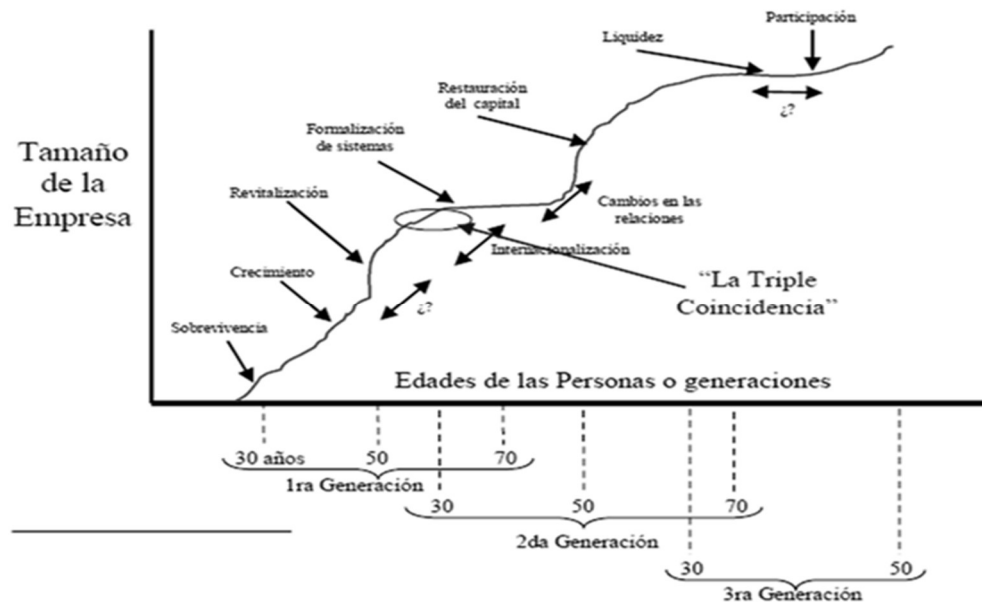 Participación
Liquidez
¿?
Restauración
del capital
Formalización
de sistemas
Tamaño
de la
Empresa
Revitalización
Cambios en las
relaciones
Internacionalización
Crecimiento
"La Triple
Coincidencia"
¿?
Sobrevivencia
Edades de las Personas o generaciones
30 años 50 70
1ra Generación
30 50 70
2da Generación
30 50
3ra Generación